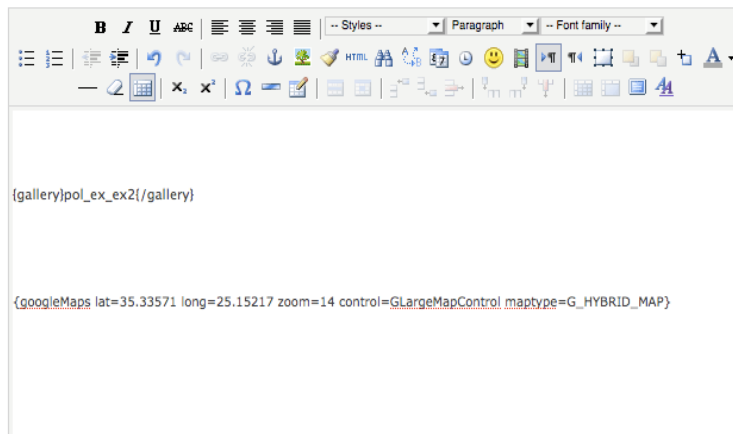 B I U ABC -- Styles -- Paragraph -- Font family --
HTML
{gallery}pol_ex_ex2{/gallery}
{googleMaps lat=35.33571 long=25.15217 zoom=14 control=GLargeMapControl maptype=G_HYBRID_MAP}